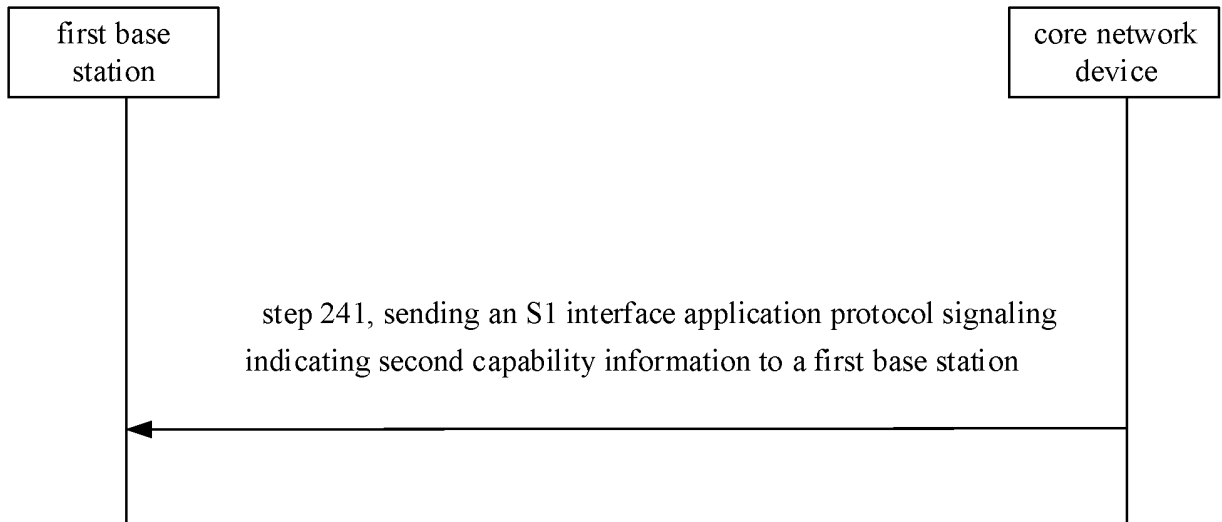 first base
station
core network
device
step 241, sending an S1 interface application protocol signaling
indicating second capability information to a first base station